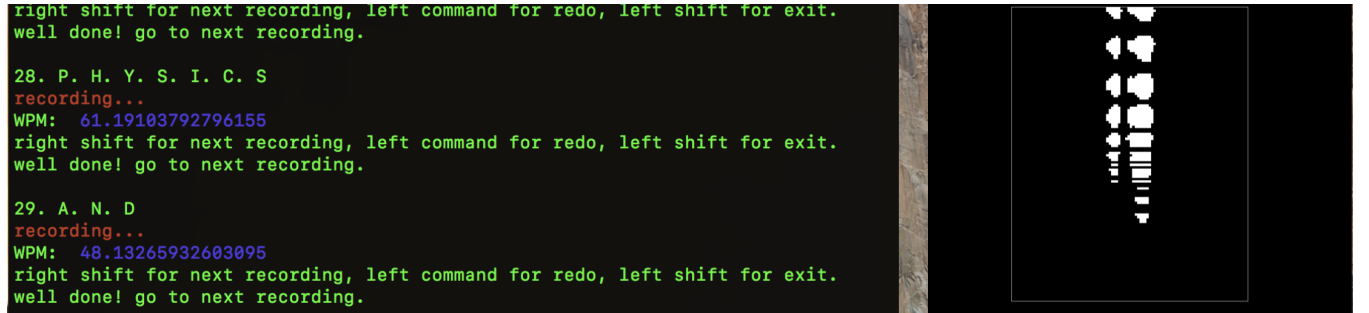 right shift for next recording, left command for redo, left shift for exit.
well done! go to next recording.
28. P. H. Y. S. I. C. S
recording...
WPM:  61.19103792796155
right shift for next recording, left command for redo, left shift for exit.
well done! go to next recording.
29. A. N. D
recording...
WPM:  48.13265932603095
right shift for next recording, left command for redo, left shift for exit.
well done! go to next recording.